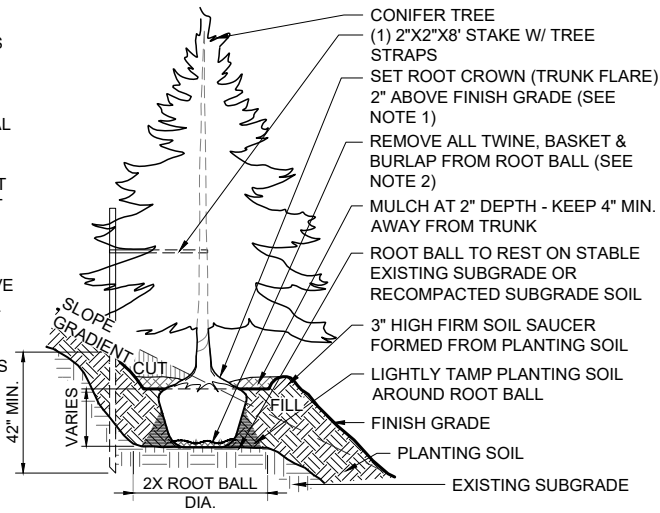 CONIFER TREE
(1) 2"X2"X8' STAKE W/ TREE
STRAPS
SET ROOT CROWN (TRUNK FLARE)
2" ABOVE FINISH GRADE (SEE
NOTE 1)
REMOVE ALL TWINE, BASKET &
BURLAP FROM ROOT BALL (SEE
NOTE 2)
MULCH AT 2" DEPTH - KEEP 4" MIN.
AWAY FROM TRUNK
ROOT BALL TO REST ON STABLE
EXISTING SUBGRADE OR
RECOMPACTED SUBGRADE SOIL
3" HIGH FIRM SOIL SAUCER
FORMED FROM PLANTING SOIL
LIGHTLY TAMP PLANTING SOIL
AROUND ROOT BALL
FINISH GRADE
PLANTING SOIL
EXISTING SUBGRADE
SLOPE
GRADIENT
CUT
FILL
42" MIN.
VARIES
2X ROOT BALL
DIA.